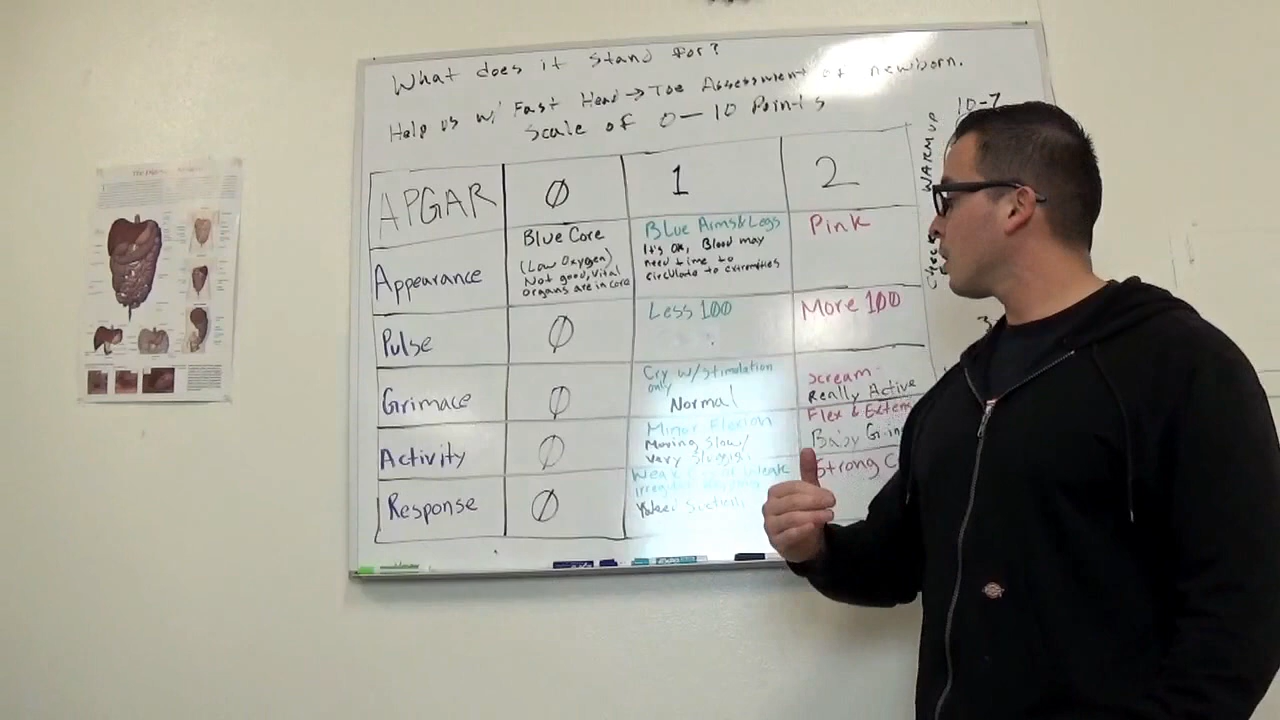 What does it stand for?
Help us w/ Fast Head → Toe Assessment of newborn.
Scale of 0—10 Points
WARM UP
10-7
APGAR
Ø
1
2
Appearance
Blue Core
(Low Oxygen)
Not good, Vital
Organs are in core
Blue Arms & Legs
It's OK, Blood may
need time to
circulate to extremities
Pink
Pulse
Ø
Less 100
More 100
Grimace
Ø
Cry w/ Stimulation
only
Normal
Scream
Really Active
Activity
Ø
Minor Flexion
Moving Slow/
Very
Flex &
Baby
Response
Ø
Weak
Strong